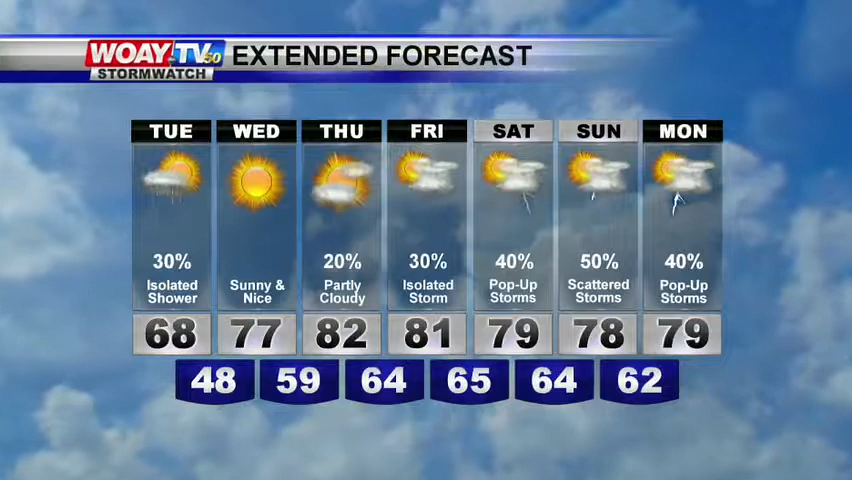 WOAY-TV 50
STORMWATCH
EXTENDED FORECAST
TUE WED THU FRI SAT SUN MON
30% 20% 30% 40% 50% 40%
Isolated Sunny & Partly Isolated Pop-Up Scattered Pop-Up
Shower Nice Cloudy Storm Storms Storms Storms
68 77 82 81 79 78 79
48 59 64 65 64 62